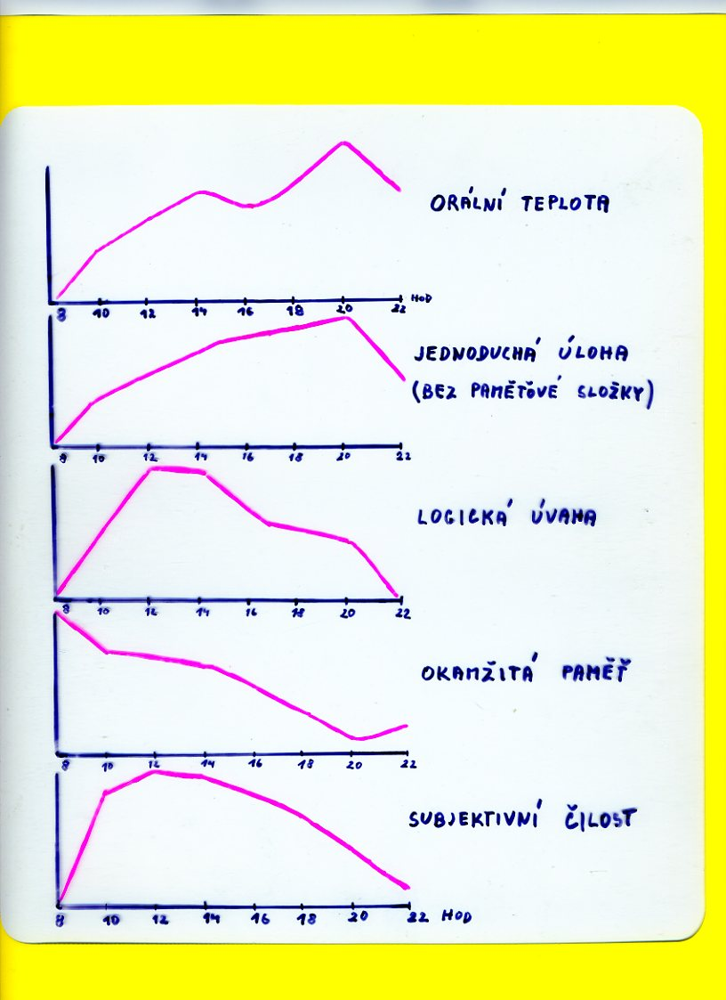 ORÁLNÍ TEPLOTA
HOD
8 10 12 14 16 18 20 22
JEDNODUCHÁ ÚLOHA
(BEZ PAMĚŤOVÉ SLOŽKY)
8 10 12 14 16 18 20 22
LOGICKÁ ÚVAHA
8 10 12 14 16 18 20 22
OKAMŽITÁ PAMĚŤ
8 10 12 14 16 18 20 22
SUBJEKTIVNÍ ČILOST
8 10 12 14 16 18 20 22 HOD